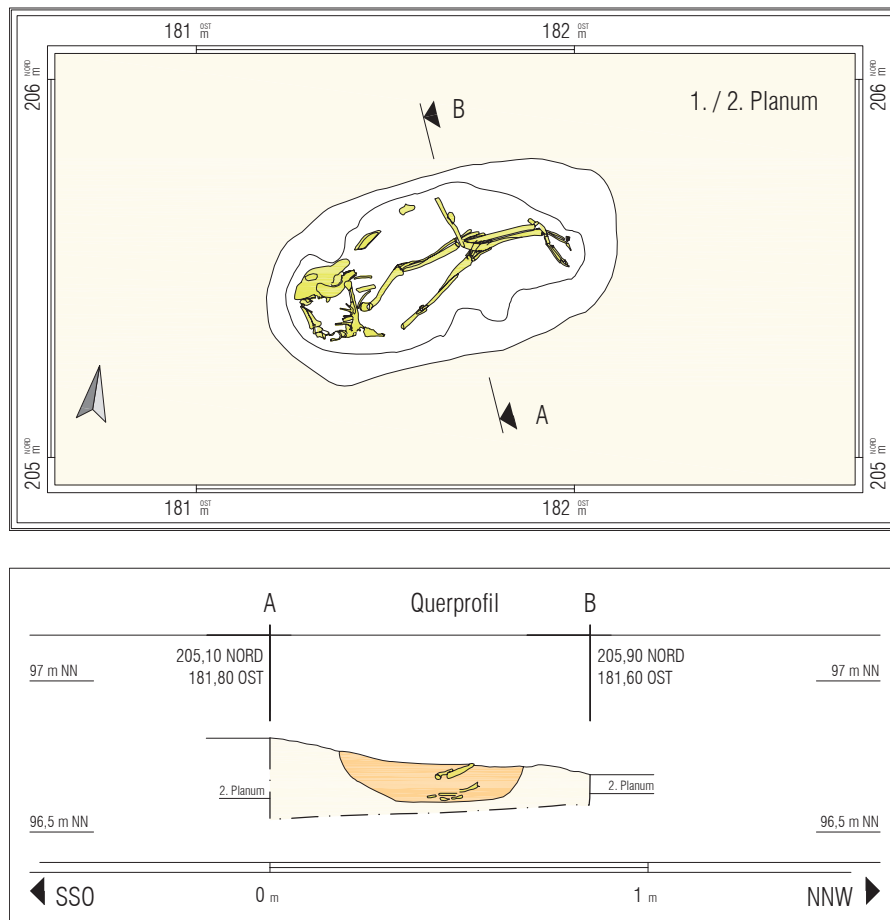 181 OST m
182 OST m
206 NORD m
206 NORD m
B
1. / 2. Planum
A
205 NORD m
205 NORD m
181 OST m
182 OST m
A
Querprofil
B
205,10 NORD
181,80 OST
205,90 NORD
181,60 OST
97 m NN
97 m NN
2. Planum
2. Planum
96,5 m NN
96,5 m NN
SSO
0 m
1 m
NNW